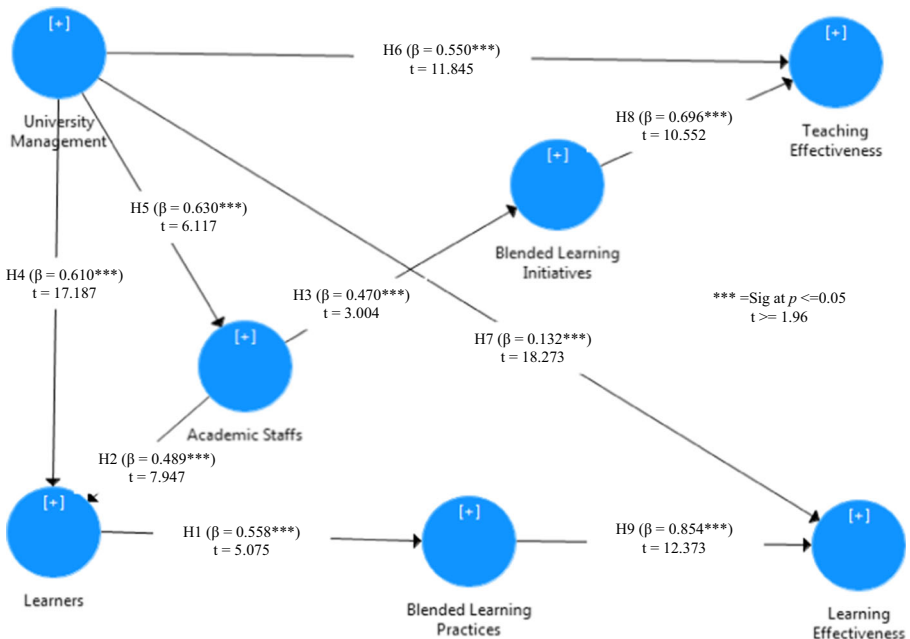 [+]
University
Management
H6 (β = 0.550***)
t = 11.845
[+]
Teaching
Effectiveness
H8 (β = 0.696***)
t = 10.552
[+]
Blended Learning
Initiatives
H5 (β = 0.630***)
t = 6.117
H4 (β = 0.610***)
t = 17.187
H3 (β = 0.470***)
t = 3.004
*** =Sig at p <=0.05
t >= 1.96
H7 (β = 0.132***)
t = 18.273
[+]
Academic Staffs
H2 (β = 0.489***)
t = 7.947
[+]
Learners
H1 (β = 0.558***)
t = 5.075
[+]
Blended Learning
Practices
H9 (β = 0.854***)
t = 12.373
[+]
Learning
Effectiveness